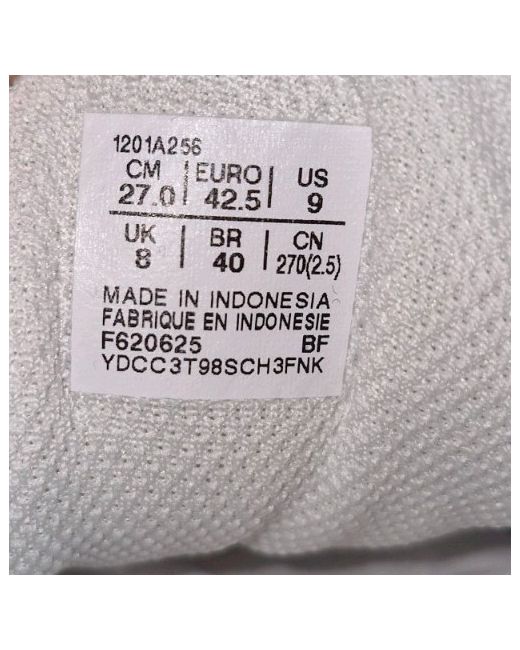 1201A256
CM | EURO | US
27.0 | 42.5 | 9
UK | BR | CN
8 | 40 | 270(2.5)
MADE IN INDONESIA
FABRIQUE EN INDONESIE
F620625 BF
YDCC3T98SCH3FNK